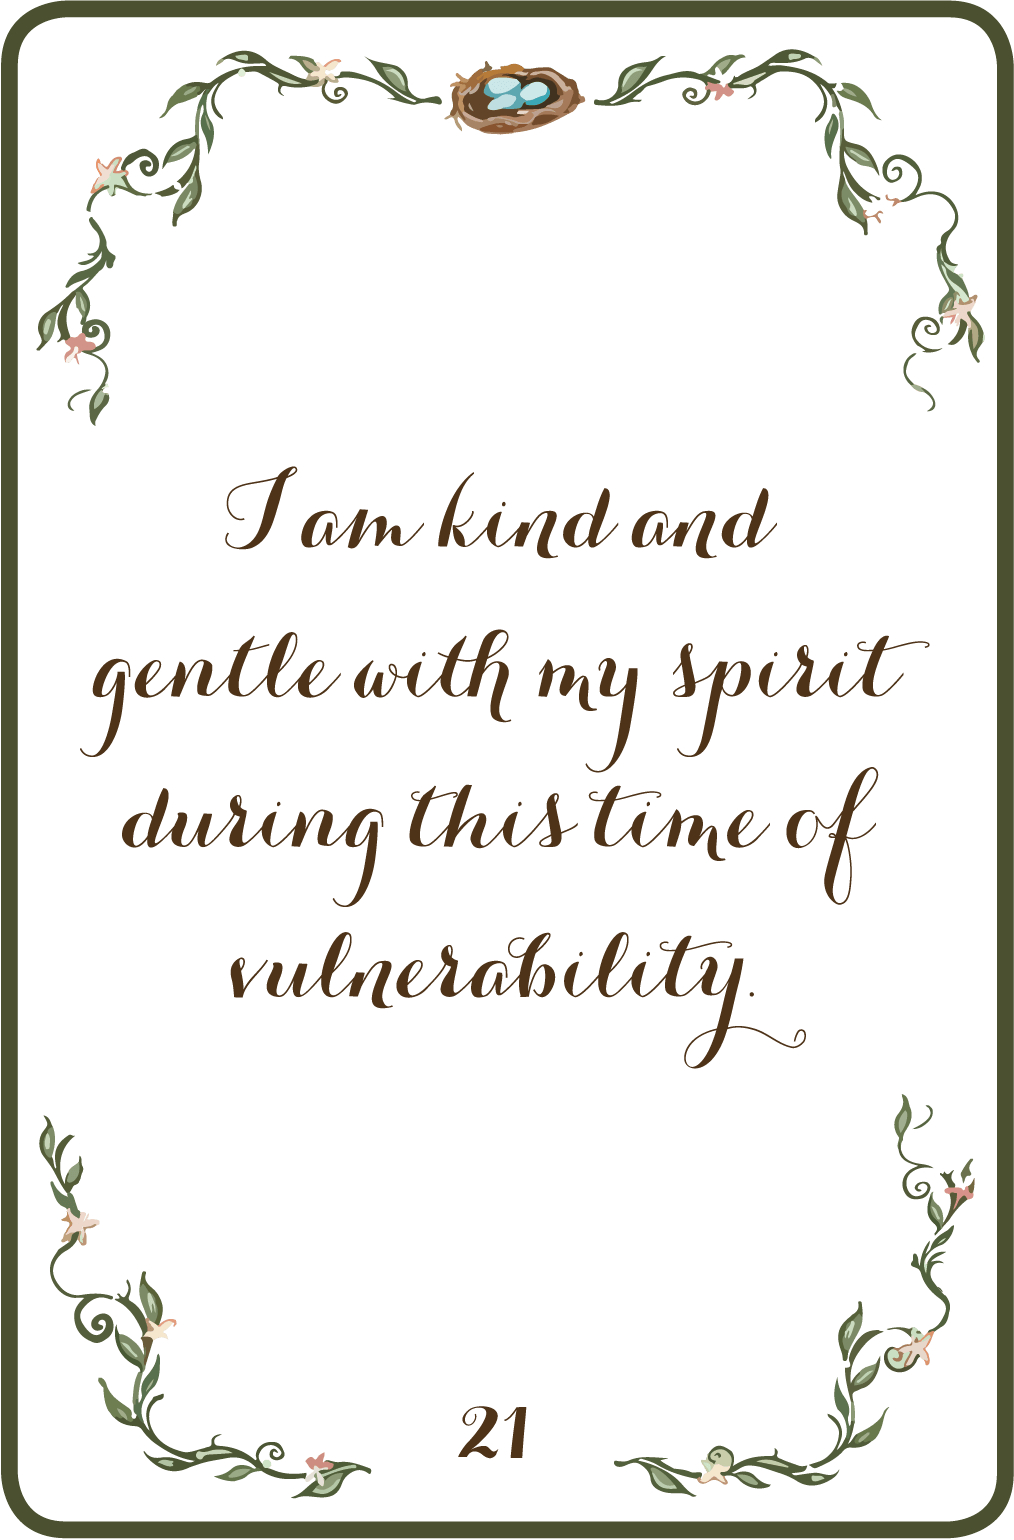 I am kind and
gentle with my spirit
during this time of
vulnerability.
21